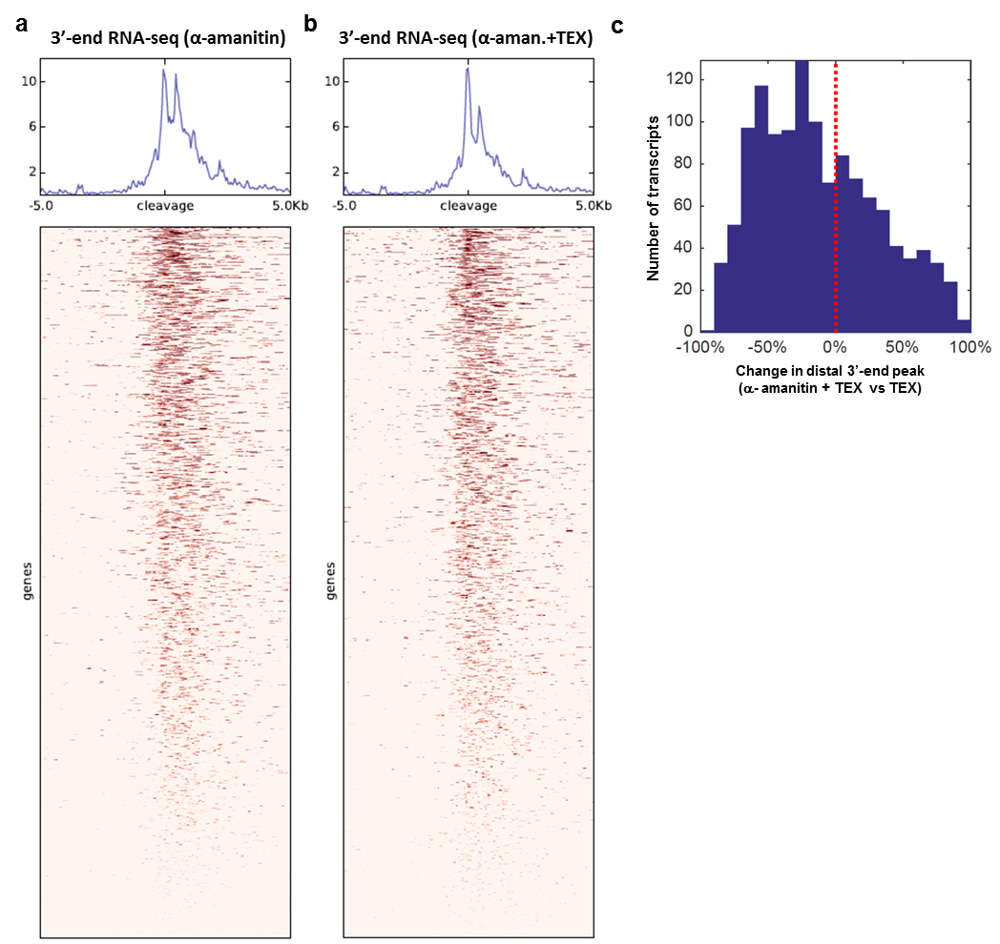 a
3’-end RNA-seq (α-amanitin)
10
6
2
-5.0 cleavage 5.0Kb
genes
b
3’-end RNA-seq (α-aman.+TEX)
10
6
2
-5.0 cleavage 5.0Kb
genes
c
Number of transcripts
120
100
80
60
40
20
0
-100% -50% 0% 50% 100%
Change in distal 3’-end peak
(α- amanitin + TEX vs TEX)